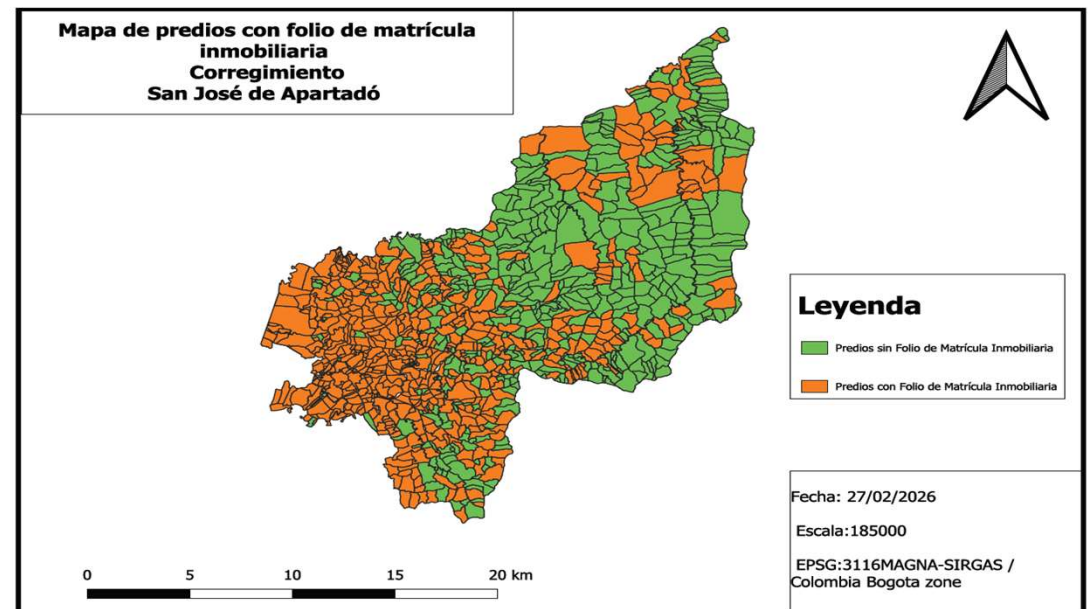 Mapa de predios con folio de matrícula
inmobiliaria
Corregimiento
San José de Apartadó
Leyenda
Predios sin Folio de Matrícula Inmobiliaria
Predios con Folio de Matrícula Inmobiliaria
Fecha: 27/02/2026
Escala:185000
EPSG:3116MAGNA-SIRGAS /
Colombia Bogota zone
0 5 10 15 20 km